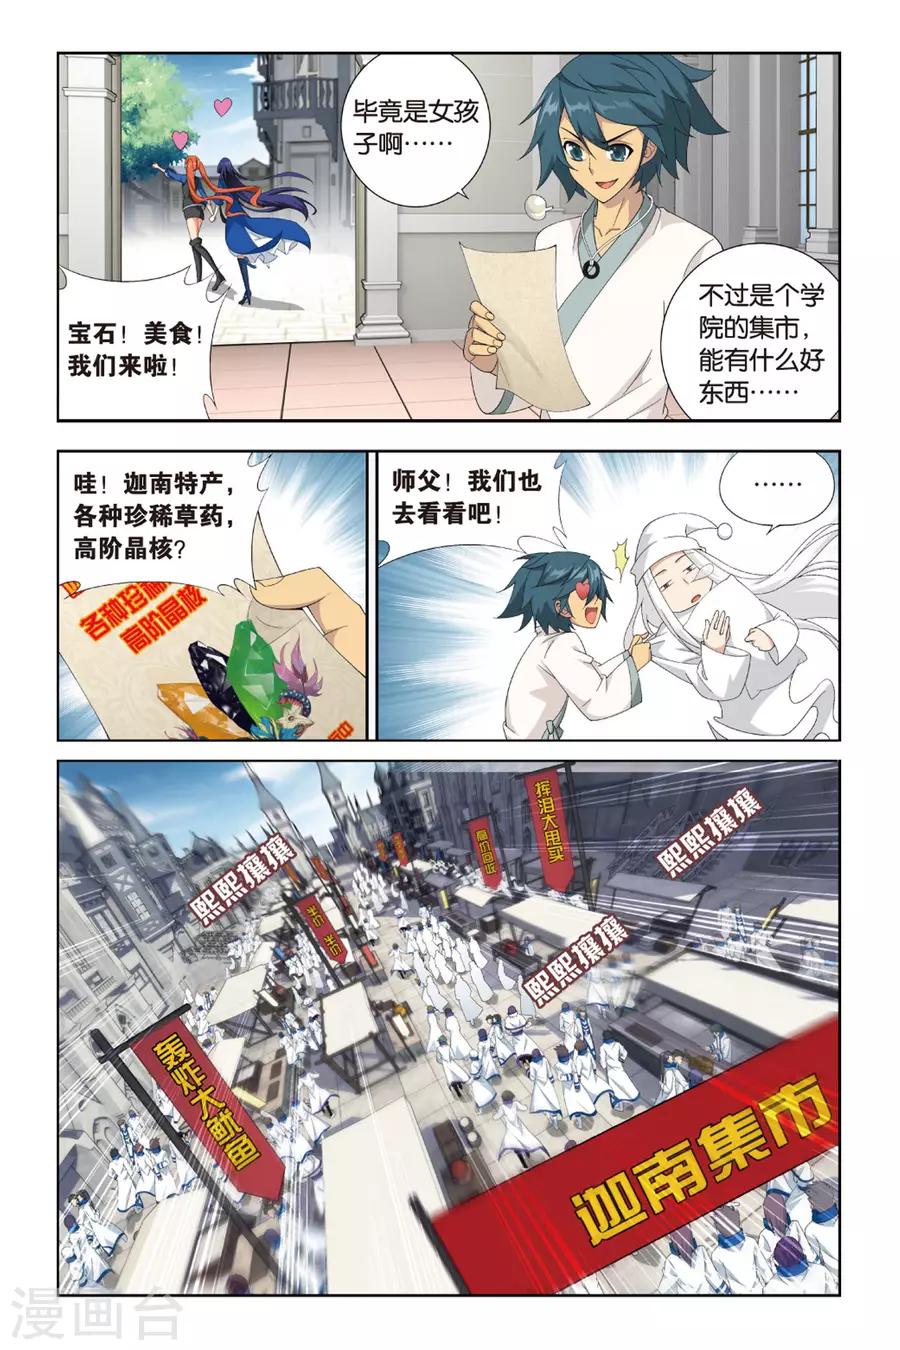 毕竟是女孩
子啊……
宝石！美食！
我们来啦！
不过是个学
院的集市，
能有什么好
东西……
哇！迦南特产，
各种珍稀草药，
高阶晶核？
各种珍稀
高阶晶核
师父！我们也
去看看吧！
……
熙熙攘攘
熙熙攘攘
熙熙攘攘
高价回收
挥泪大甩卖
半价 半价
轰炸大鱿鱼
迦南集市
漫画台